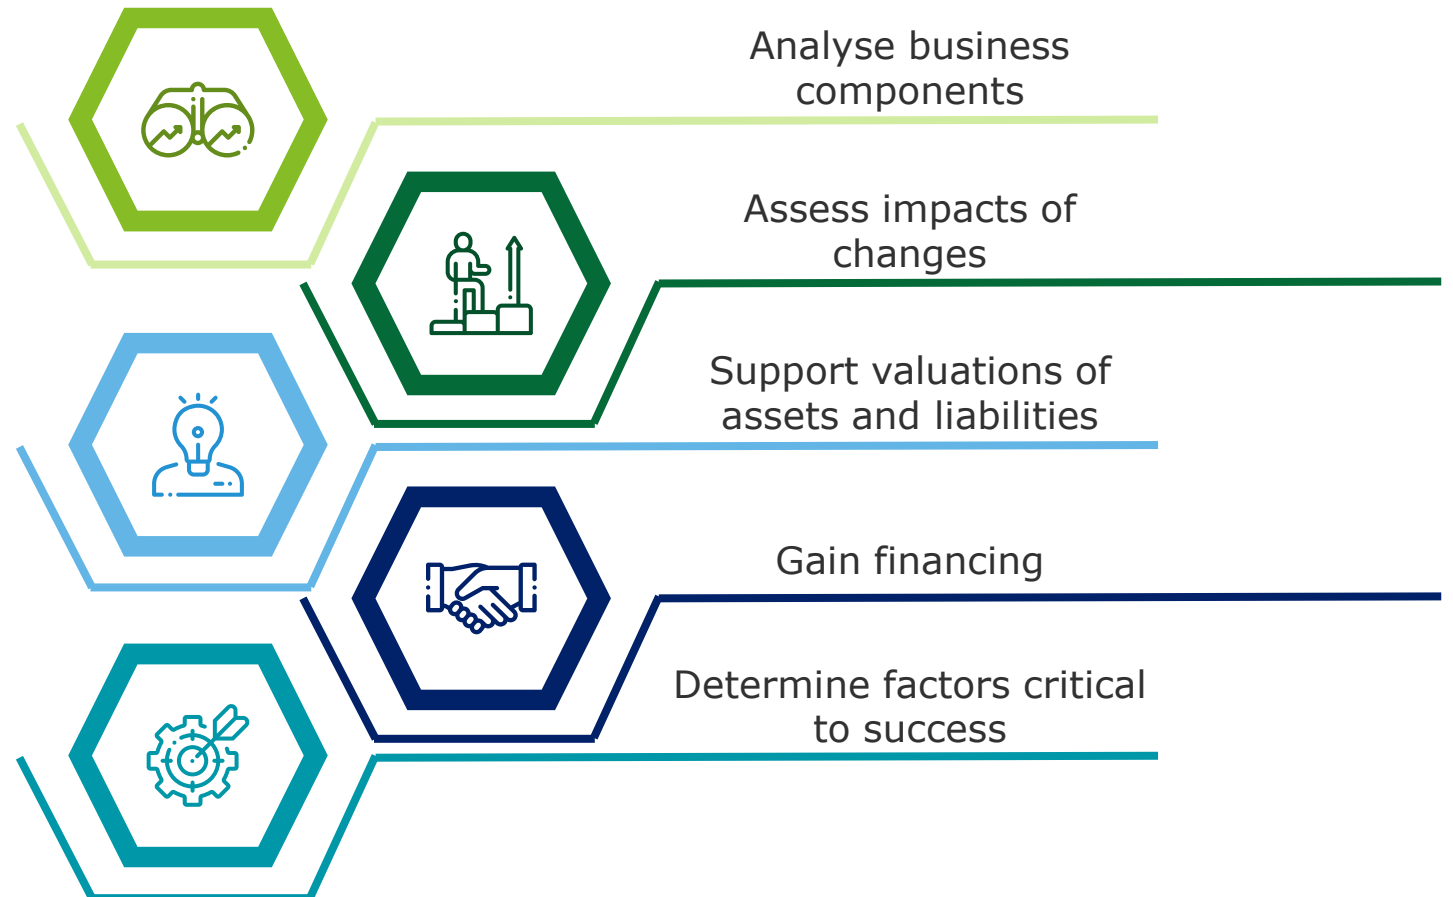 Analyse business
components
Assess impacts of
changes
Support valuations of
assets and liabilities
Gain financing
Determine factors critical
to success